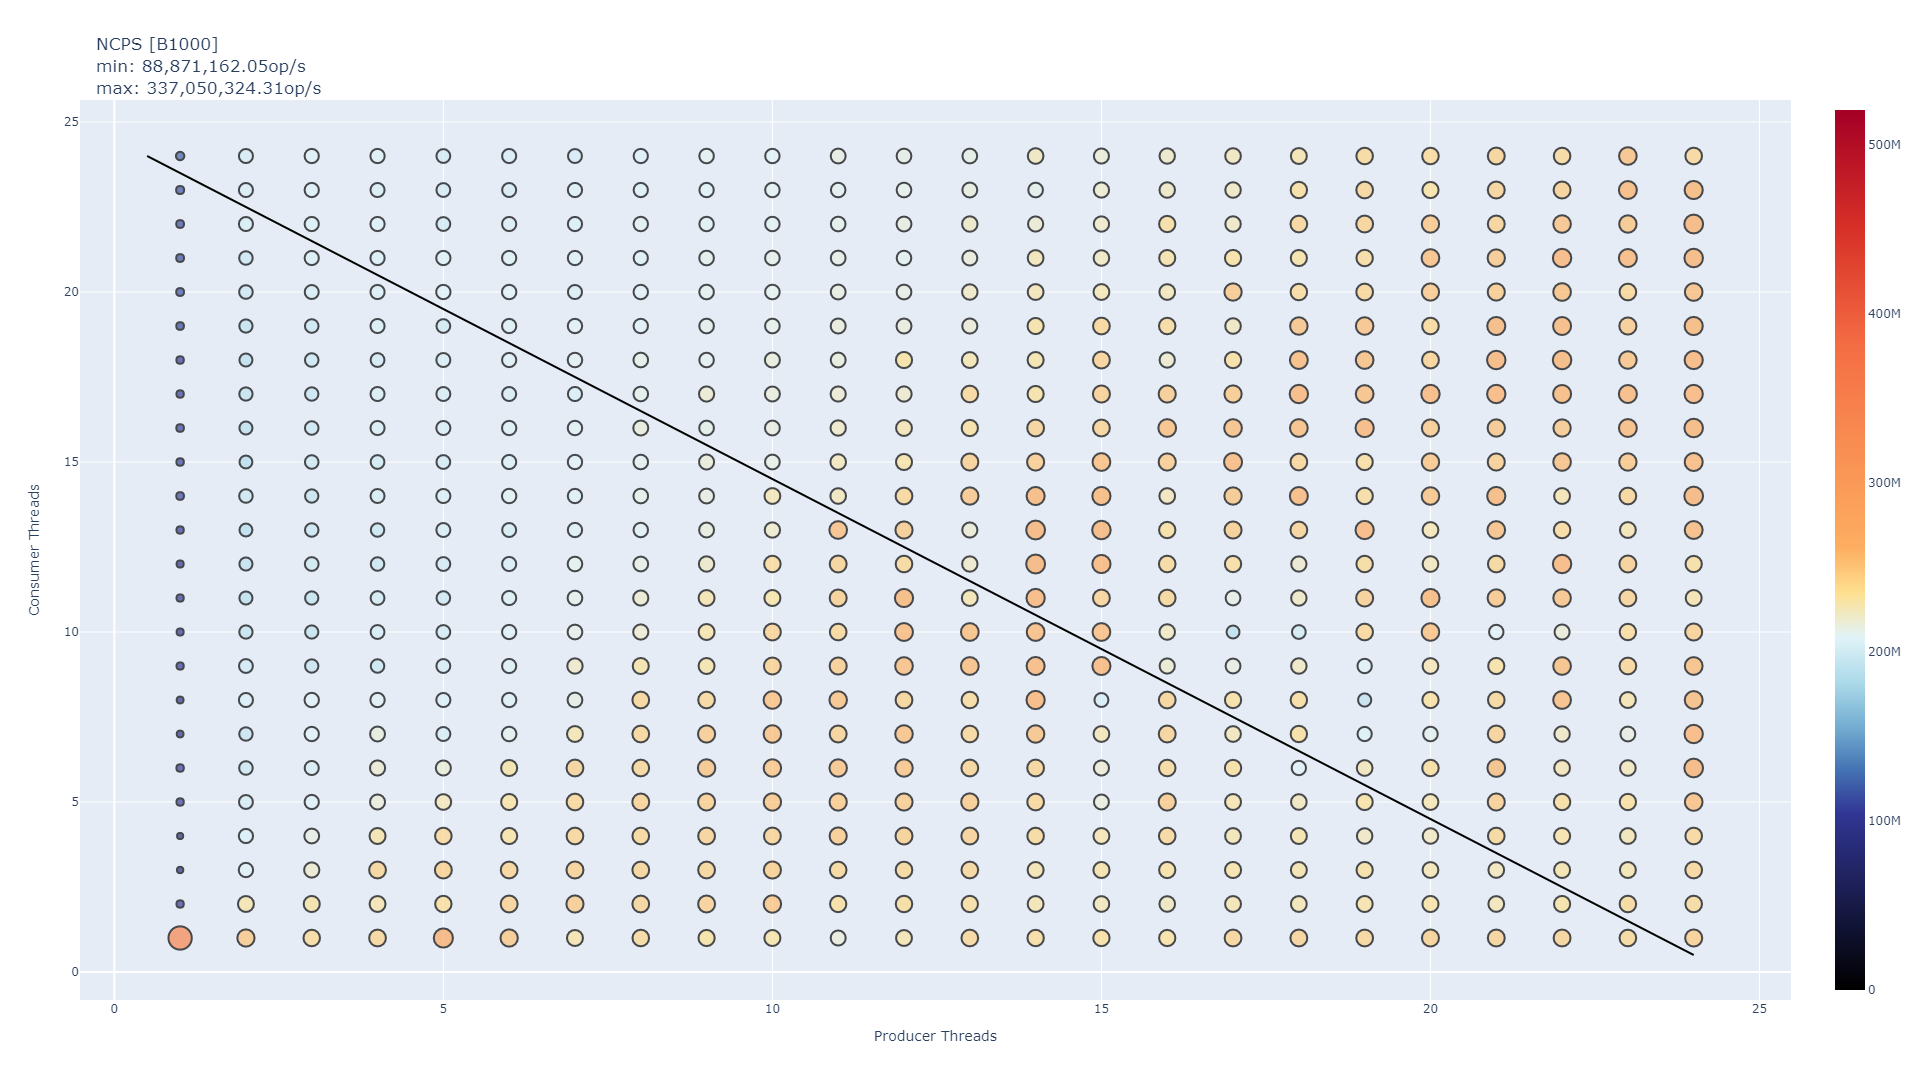 NCPS [B1000]
min: 88,871,162.05op/s
max: 337,050,324.31op/s
25
20
15
10
5
0
Consumer Threads
0
5
10
15
20
25
Producer Threads
500M
400M
300M
200M
100M
0